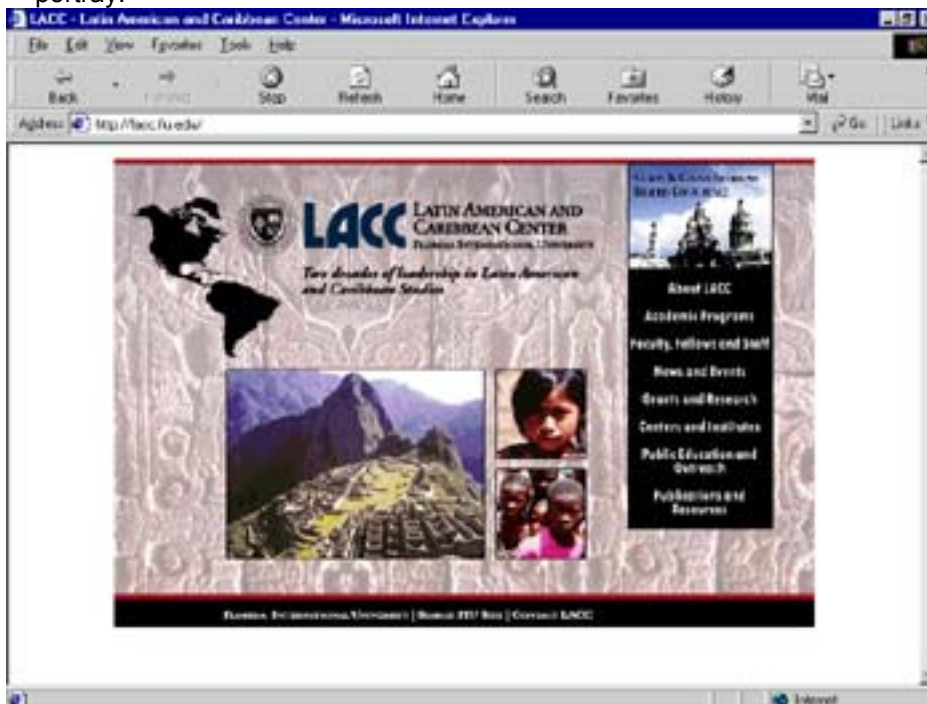 portray.
LACC - Latin American and Caribbean Center - Microsoft Internet Explorer
File Edit View Favorites Tools Help
Back Forward Stop Refresh Home Search Favorites History Mail
Address http://lacc.fiu.edu/ Go Links
LACC LATIN AMERICAN AND
CARIBBEAN CENTER
FLORIDA INTERNATIONAL UNIVERSITY
Two decades of leadership in Latin American
and Caribbean Studies
About LACC
Academic Programs
Faculty, Fellows and Staff
News and Events
Grants and Research
Centers and Institutes
Public Education and
Outreach
Publications and
Resources
FLORIDA INTERNATIONAL UNIVERSITY | SEARCH FIU SITE | CONTACT LACC
Internet